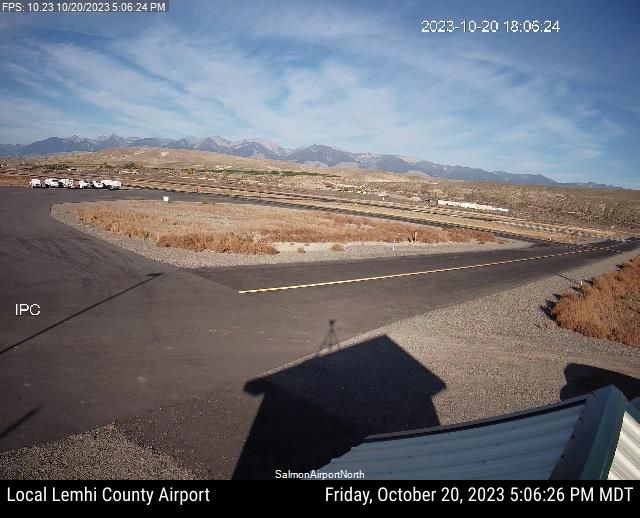 FPS: 10.23 10/20/2023 5:06:24 PM
2023-10-20 18:06:24
IPC
SalmonAirportNorth
Local Lemhi County Airport
Friday, October 20, 2023 5:06:26 PM MDT